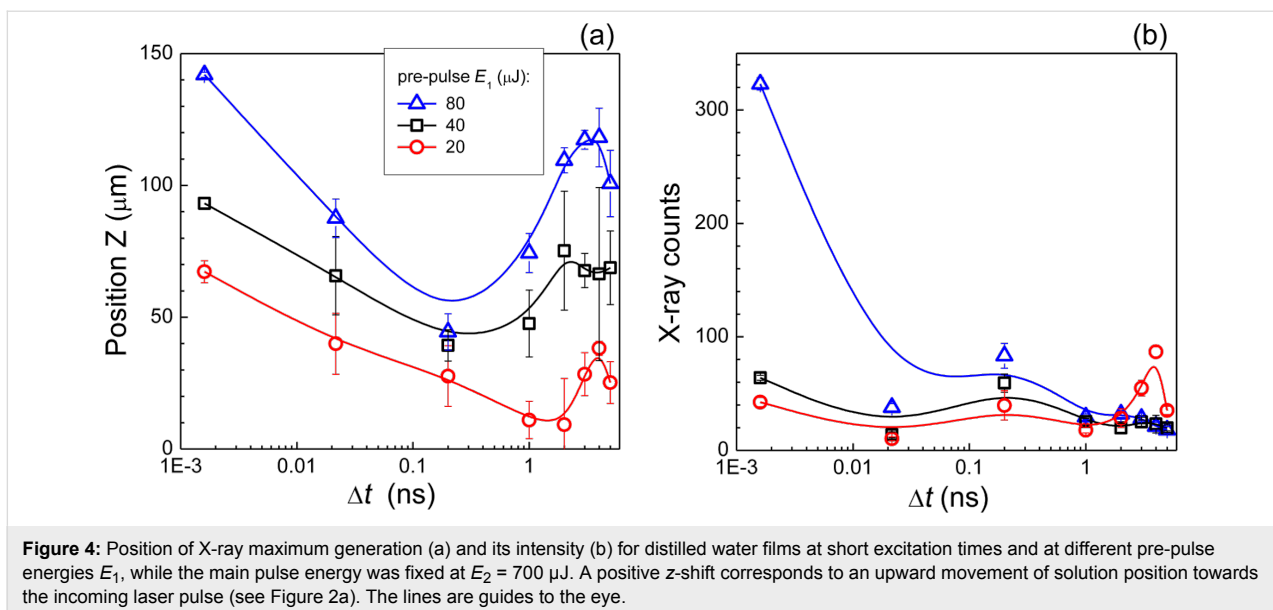 (a)
150
100
50
0
Position Z (μm)
pre-pulse E₁ (μJ):
80
40
20
1E-3 0.01 0.1 1
Δt (ns)
(b)
300
200
100
0
X-ray counts
1E-3 0.01 0.1 1
Δt (ns)
Figure 4: Position of X-ray maximum generation (a) and its intensity (b) for distilled water films at short excitation times and at different pre-pulse
energies E₁, while the main pulse energy was fixed at E₂ = 700 µJ. A positive z-shift corresponds to an upward movement of solution position towards
the incoming laser pulse (see Figure 2a). The lines are guides to the eye.